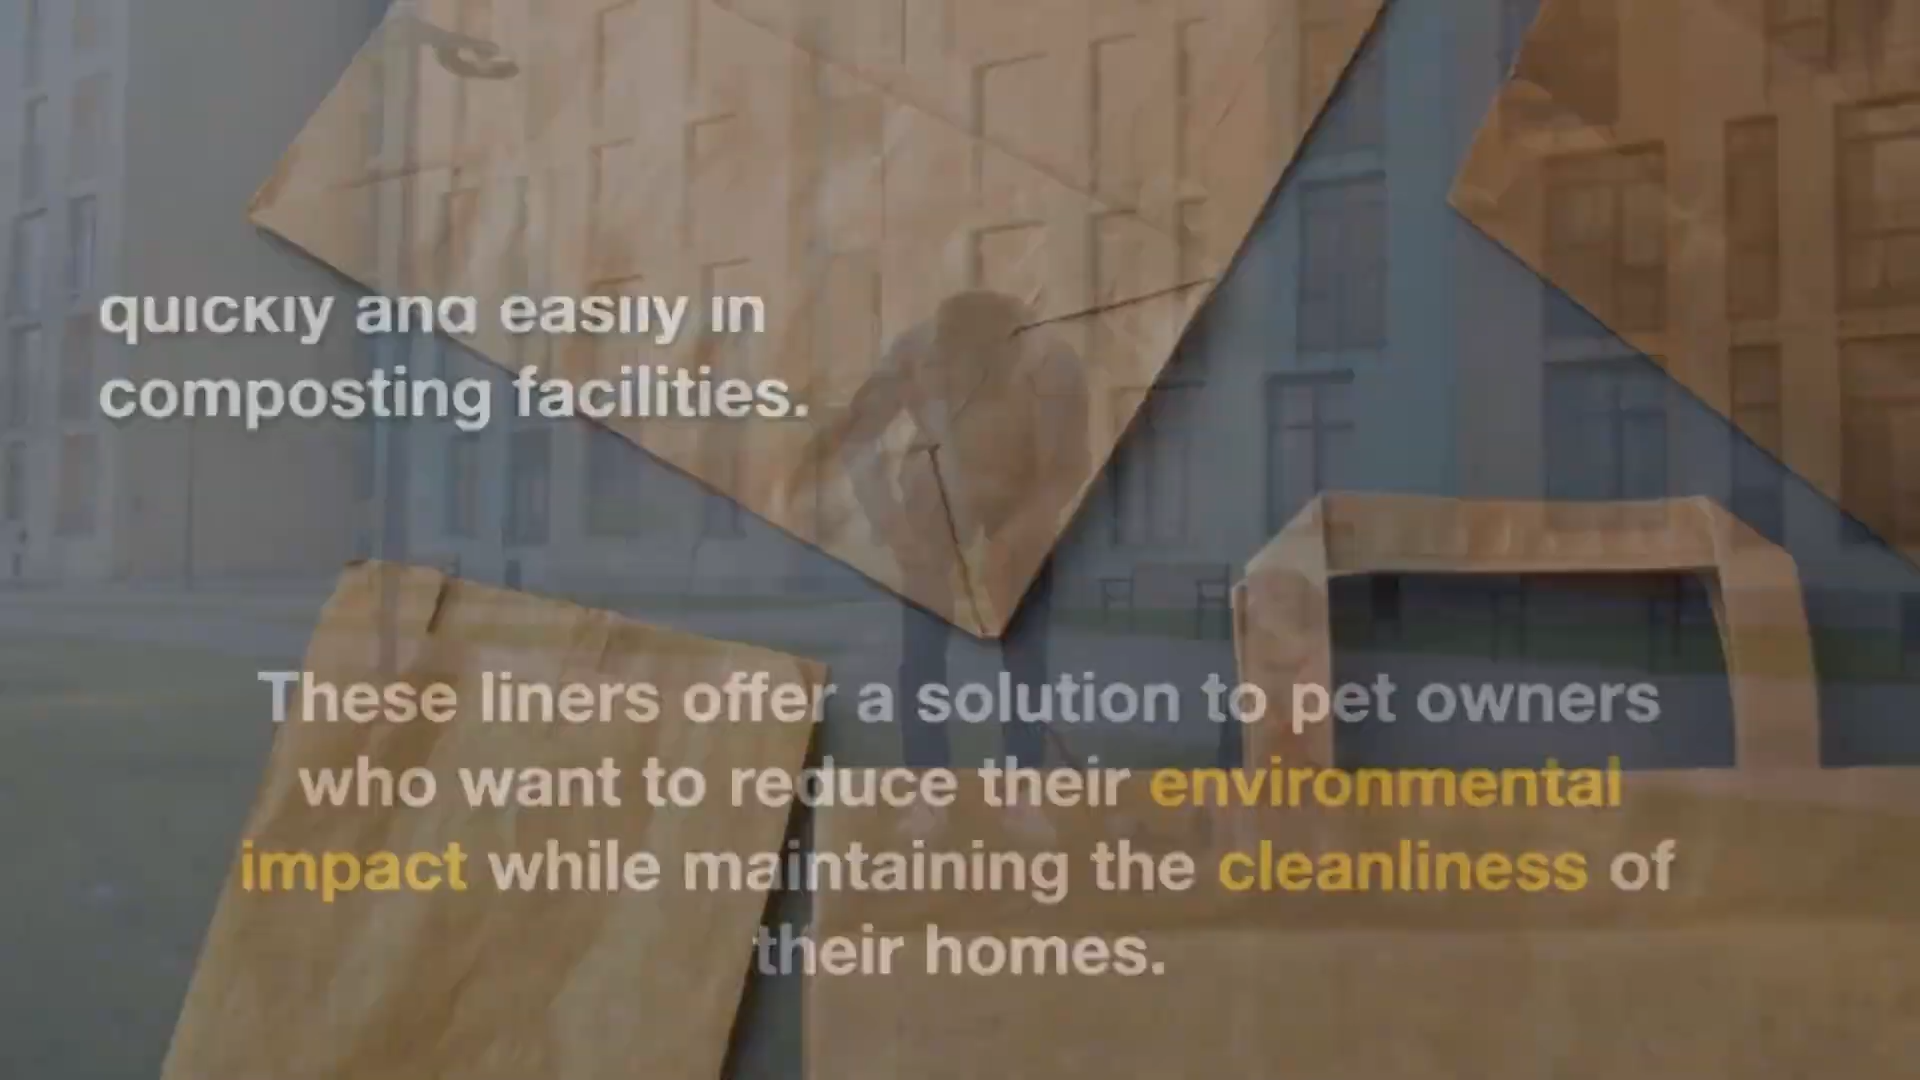 quickly and easily in
composting facilities.
These liners offer a solution to pet owners
who want to reduce their environmental
impact while maintaining the cleanliness of
their homes.